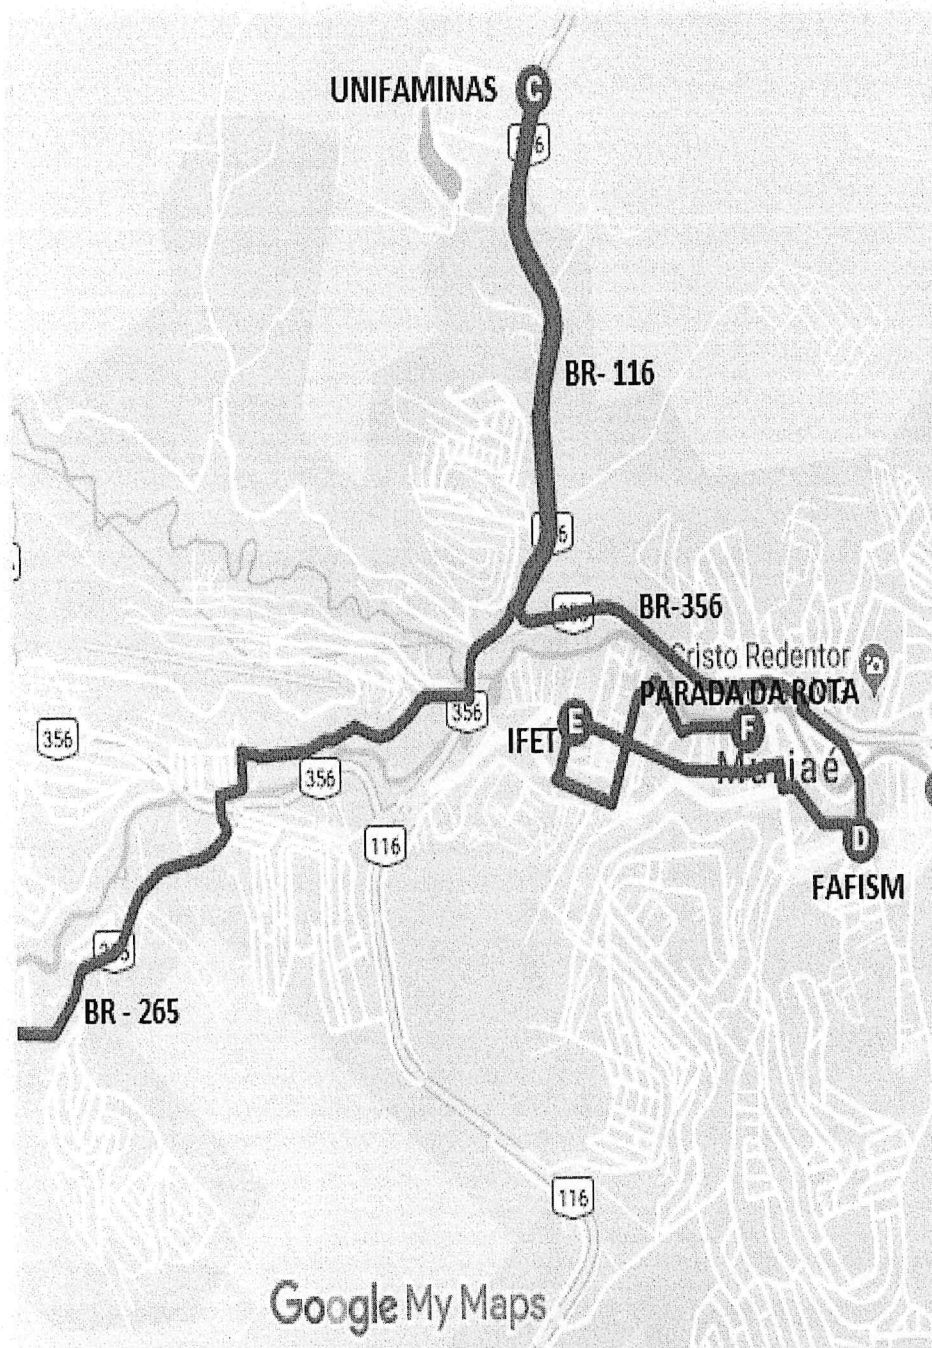 UNIFAMINAS
C
BR- 116
BR-356
Cristo Redentor
PARADA DA ROTA
356
356
356
E
F
IFET
116
D
FAFISM
BR - 265
116
Google My Maps